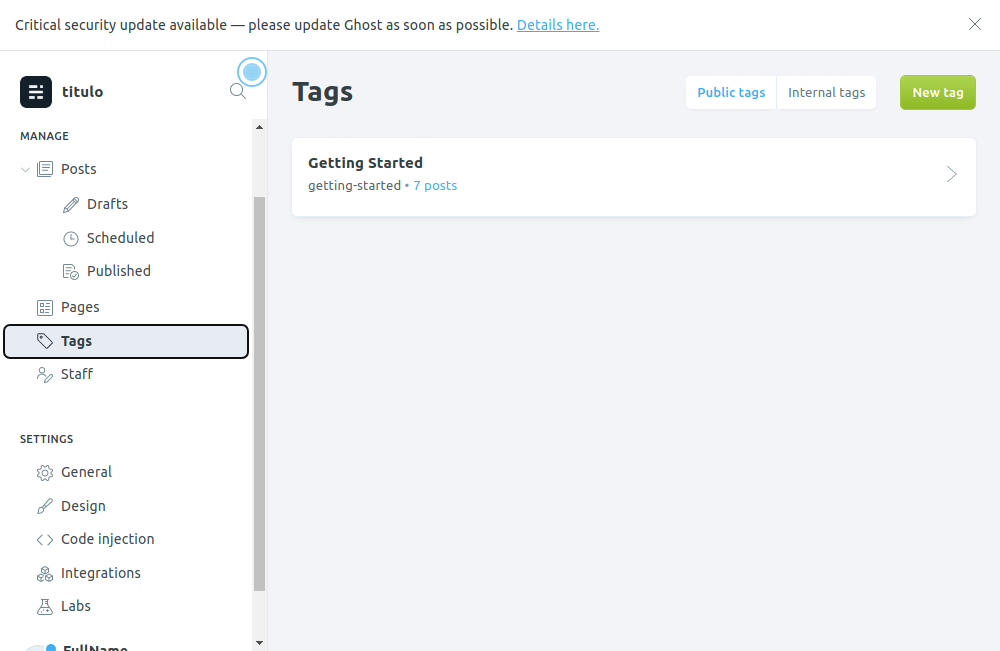 Critical security update available — please update Ghost as soon as possible. Details here.
titulo
MANAGE
Posts
Drafts
Scheduled
Published
Pages
Tags
Staff
SETTINGS
General
Design
Code injection
Integrations
Labs
FullName
Tags
Public tags
Internal tags
New tag
Getting Started
getting-started • 7 posts